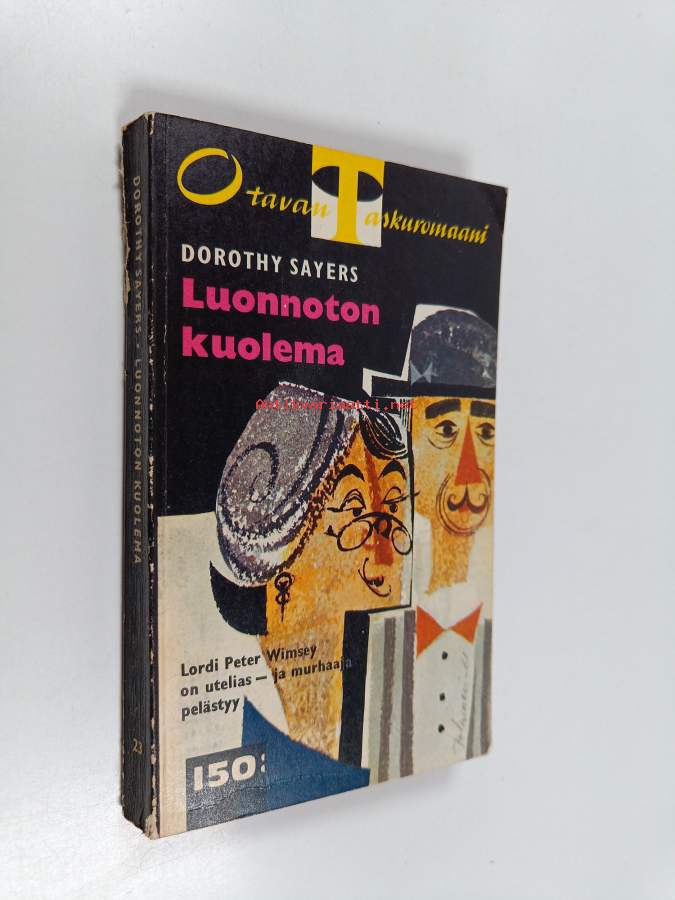 Otavan Taskuromaani
DOROTHY SAYERS
Luonnoton
kuolema
Antikvariaatti.net
Lordi Peter Wimsey
on utelias — ja murhaaja
pelästyy
150:
DOROTHY SAYERS · LUONNOTON KUOLEMA
23